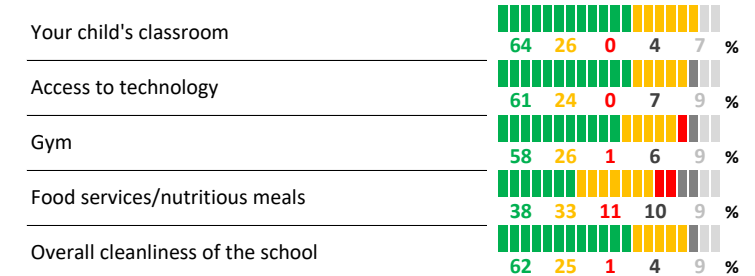 Your child's classroom
64 26 0 4 7 %
Access to technology
61 24 0 7 9 %
Gym
58 26 1 6 9 %
Food services/nutritious meals
38 33 11 10 9 %
Overall cleanliness of the school
62 25 1 4 9 %